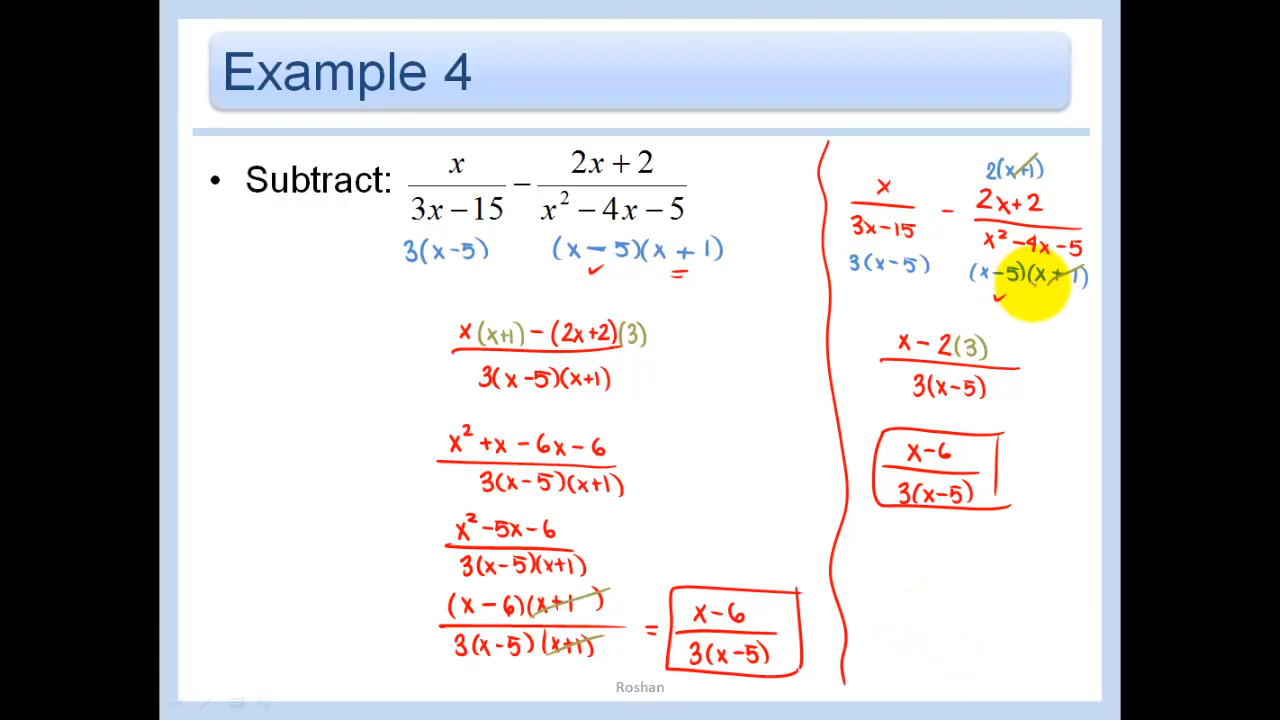 Example 4
• Subtract: x/(3x − 15) − (2x + 2)/(x² − 4x − 5)
3(x-5) (x − 5)(x + 1)
(x(x+1) − (2x+2)(3))/(3(x-5)(x+1))
(x² + x − 6x − 6)/(3(x-5)(x+1))
(x² - 5x - 6)/(3(x-5)(x+1))
((x − 6)(x+1))/(3(x-5)(x+1)) = (x-6)/(3(x-5))
2(x+1)
x/(3x-15) − (2x+2)/(x² - 4x - 5)
3(x-5) (x-5)(x+1)
(x − 2(3))/(3(x-5))
(x-6)/(3(x-5))
Roshan